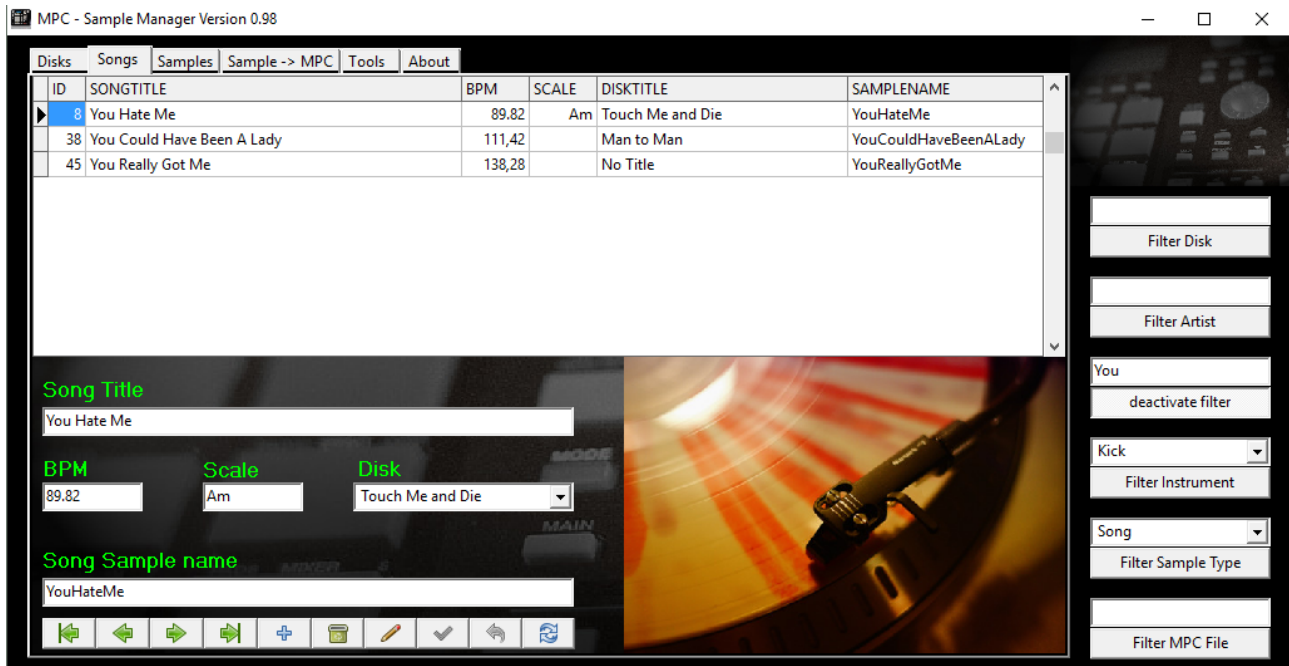 MPC - Sample Manager Version 0.98
Disks Songs Samples Sample -> MPC Tools About
ID SONGTITLE BPM SCALE DISKTITLE SAMPLENAME
8 You Hate Me 89.82 Am Touch Me and Die YouHateMe
38 You Could Have Been A Lady 111,42 Man to Man YouCouldHaveBeenALady
45 You Really Got Me 138,28 No Title YouReallyGotMe
Filter Disk
Filter Artist
You
deactivate filter
Kick
Filter Instrument
Song
Filter Sample Type
Filter MPC File
Song Title
You Hate Me
BPM Scale Disk
89.82 Am Touch Me and Die
Song Sample name
YouHateMe
MODE
MAIN
MIXER